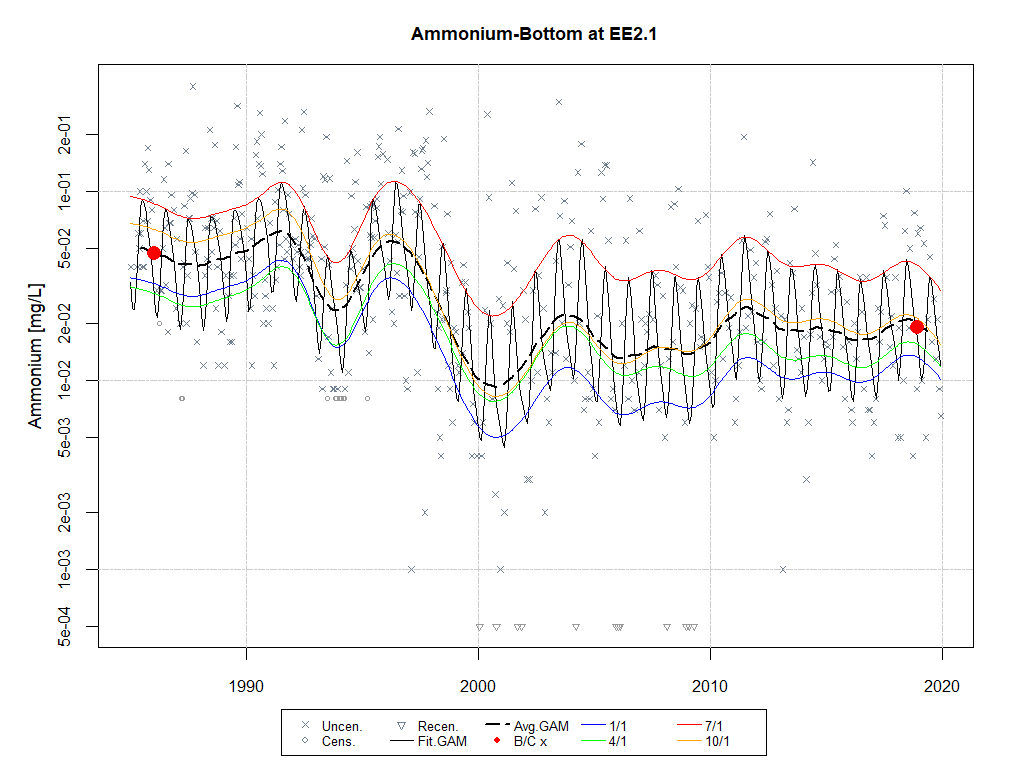 Ammonium-Bottom at EE2.1
Ammonium [mg/L]
2e-01
1e-01
5e-02
2e-02
1e-02
5e-03
2e-03
1e-03
5e-04
1990 2000 2010 2020
Uncen. Recen. Avg.GAM 1/1 7/1
Cens. Fit.GAM B/C x 4/1 10/1